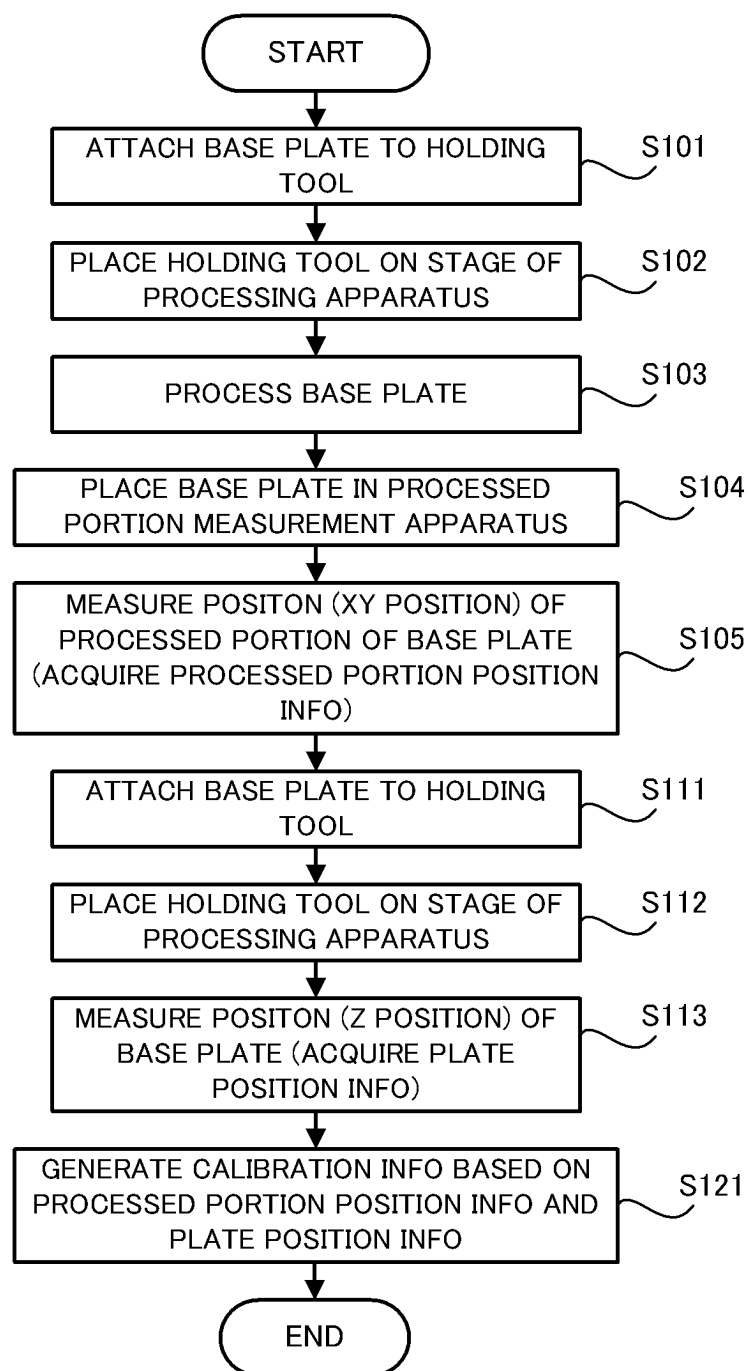 START
ATTACH BASE PLATE TO HOLDING
TOOL
S101
PLACE HOLDING TOOL ON STAGE OF
PROCESSING APPARATUS
S102
PROCESS BASE PLATE
S103
PLACE BASE PLATE IN PROCESSED
PORTION MEASUREMENT APPARATUS
S104
MEASURE POSITON (XY POSITION) OF
PROCESSED PORTION OF BASE PLATE
(ACQUIRE PROCESSED PORTION POSITION
INFO)
S105
ATTACH BASE PLATE TO HOLDING
TOOL
S111
PLACE HOLDING TOOL ON STAGE OF
PROCESSING APPARATUS
S112
MEASURE POSITON (Z POSITION) OF
BASE PLATE (ACQUIRE PLATE
POSITION INFO)
S113
GENERATE CALIBRATION INFO BASED ON
PROCESSED PORTION POSITION INFO AND
PLATE POSITION INFO
S121
END